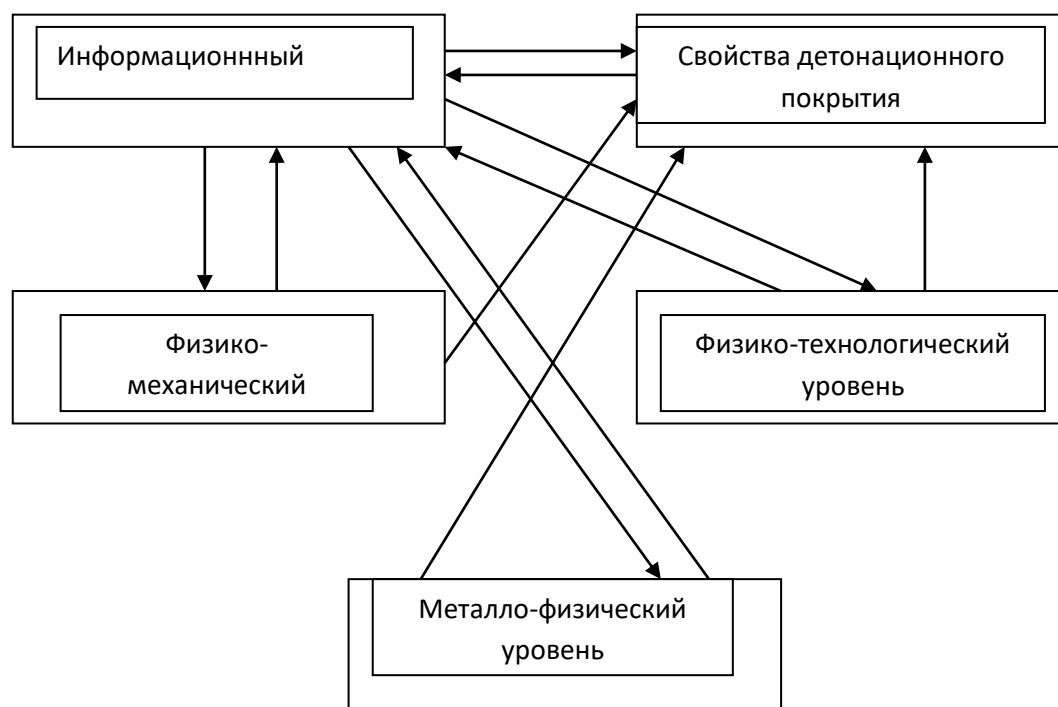 Информационнный
Свойства детонационного
покрытия
Физико-
механический
Физико-технологический
уровень
Металло-физический
уровень